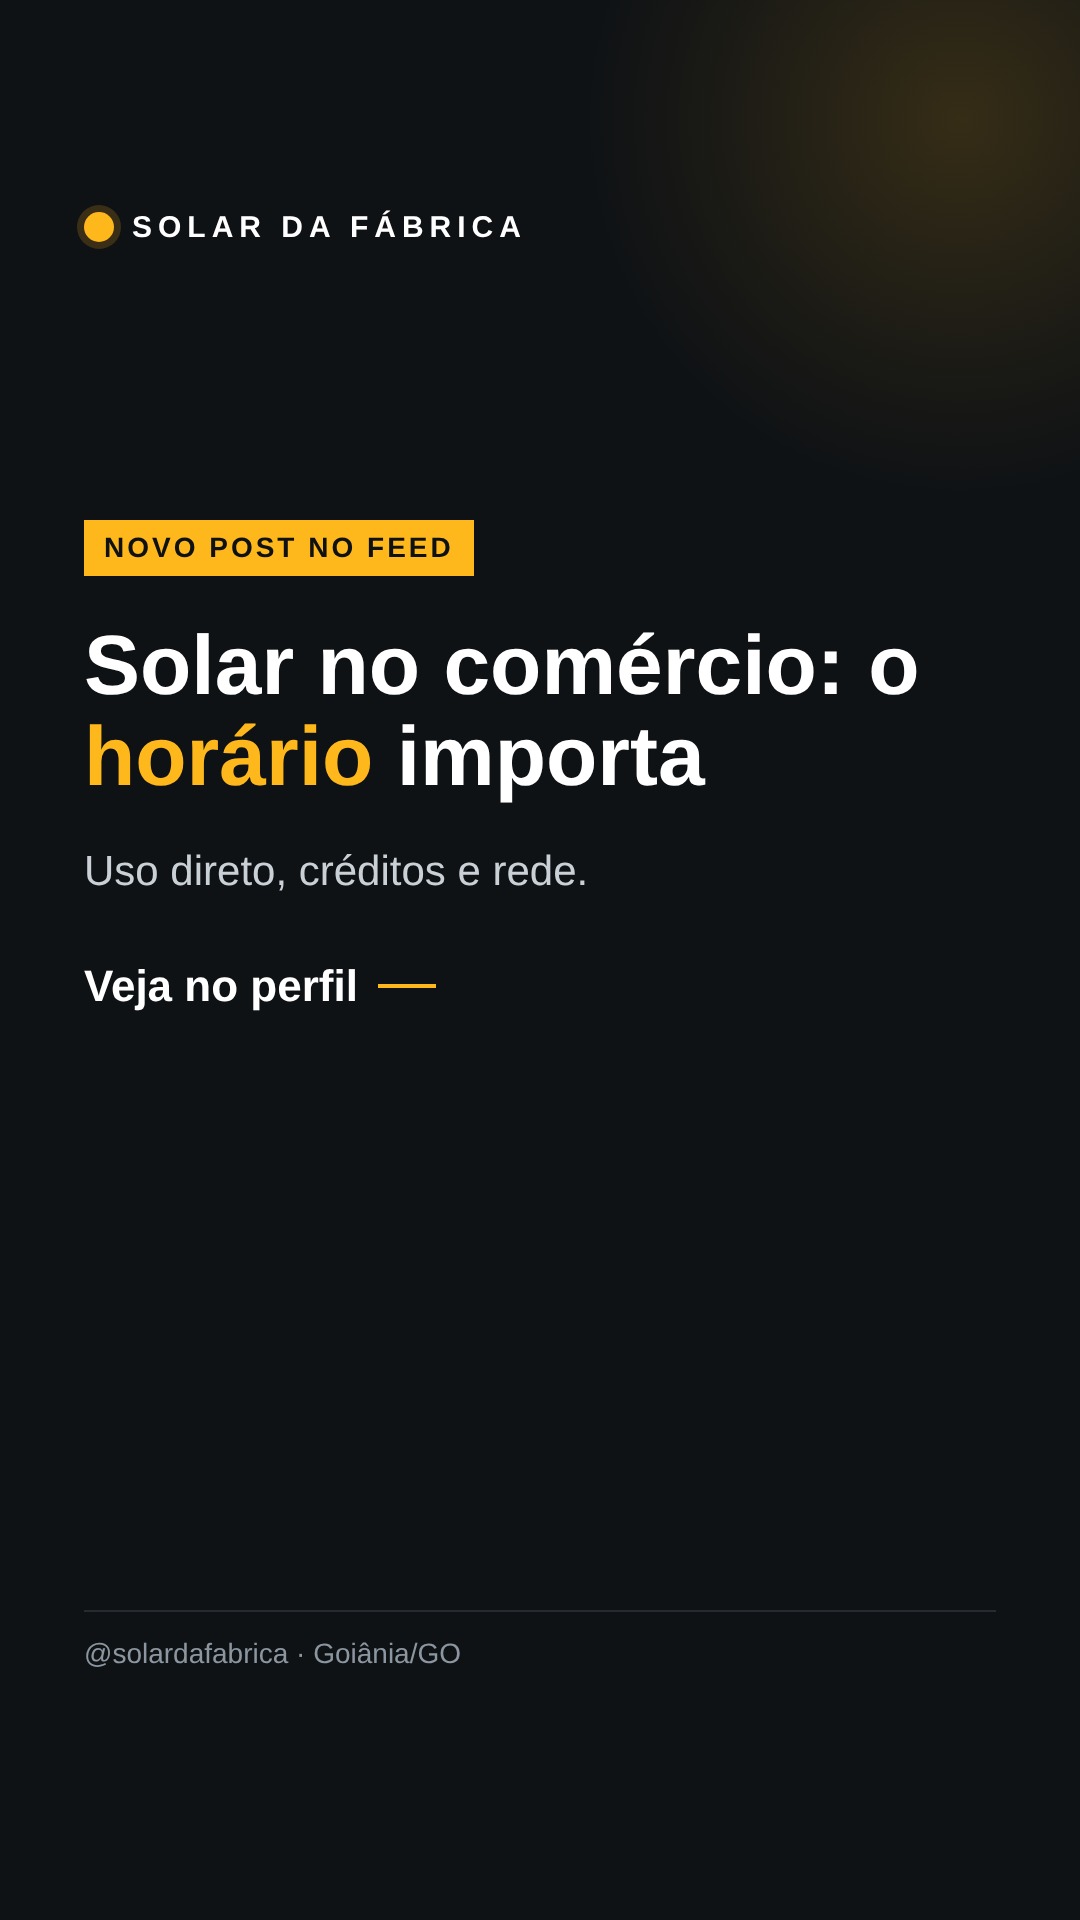 SOLAR DA FÁBRICA
NOVO POST NO FEED
Solar no comércio: o
horário importa
Uso direto, créditos e rede.
Veja no perfil
@solardafabrica · Goiânia/GO